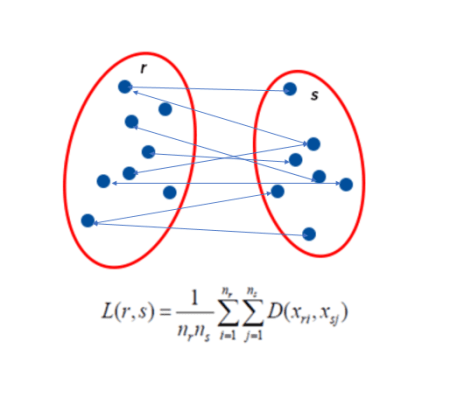 r
s
L(r,s) = \frac{1}{n_r n_s} \sum_{i=1}^{n_r} \sum_{j=1}^{n_s} D(x_{ri}, x_{sj})